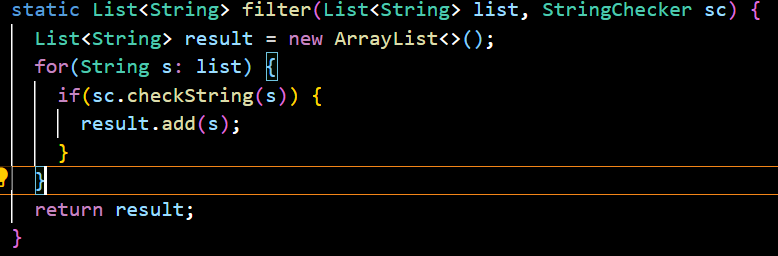 static List<String> filter(List<String> list, StringChecker sc) {
List<String> result = new ArrayList<>();
for(String s: list) {
if(sc.checkString(s)) {
result.add(s);
}
}
return result;
}